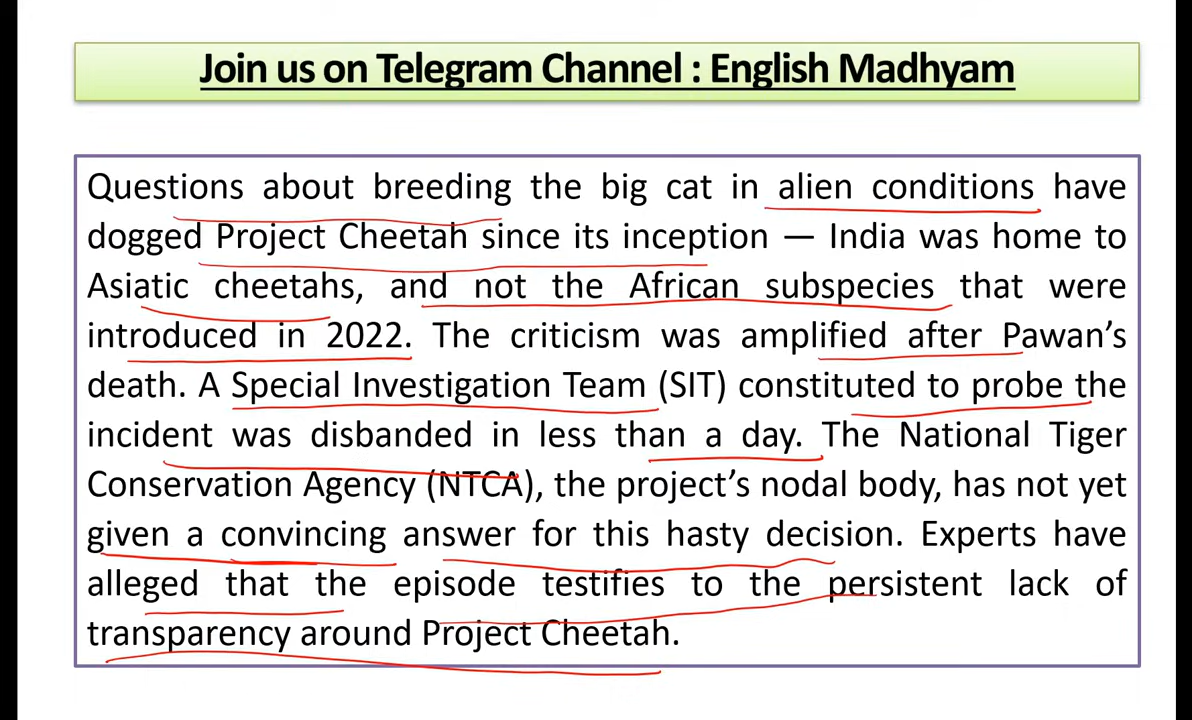 Join us on Telegram Channel : English Madhyam
Questions about breeding the big cat in alien conditions have
dogged Project Cheetah since its inception — India was home to
Asiatic cheetahs, and not the African subspecies that were
introduced in 2022. The criticism was amplified after Pawan’s
death. A Special Investigation Team (SIT) constituted to probe the
incident was disbanded in less than a day. The National Tiger
Conservation Agency (NTCA), the project’s nodal body, has not yet
given a convincing answer for this hasty decision. Experts have
alleged that the episode testifies to the persistent lack of
transparency around Project Cheetah.